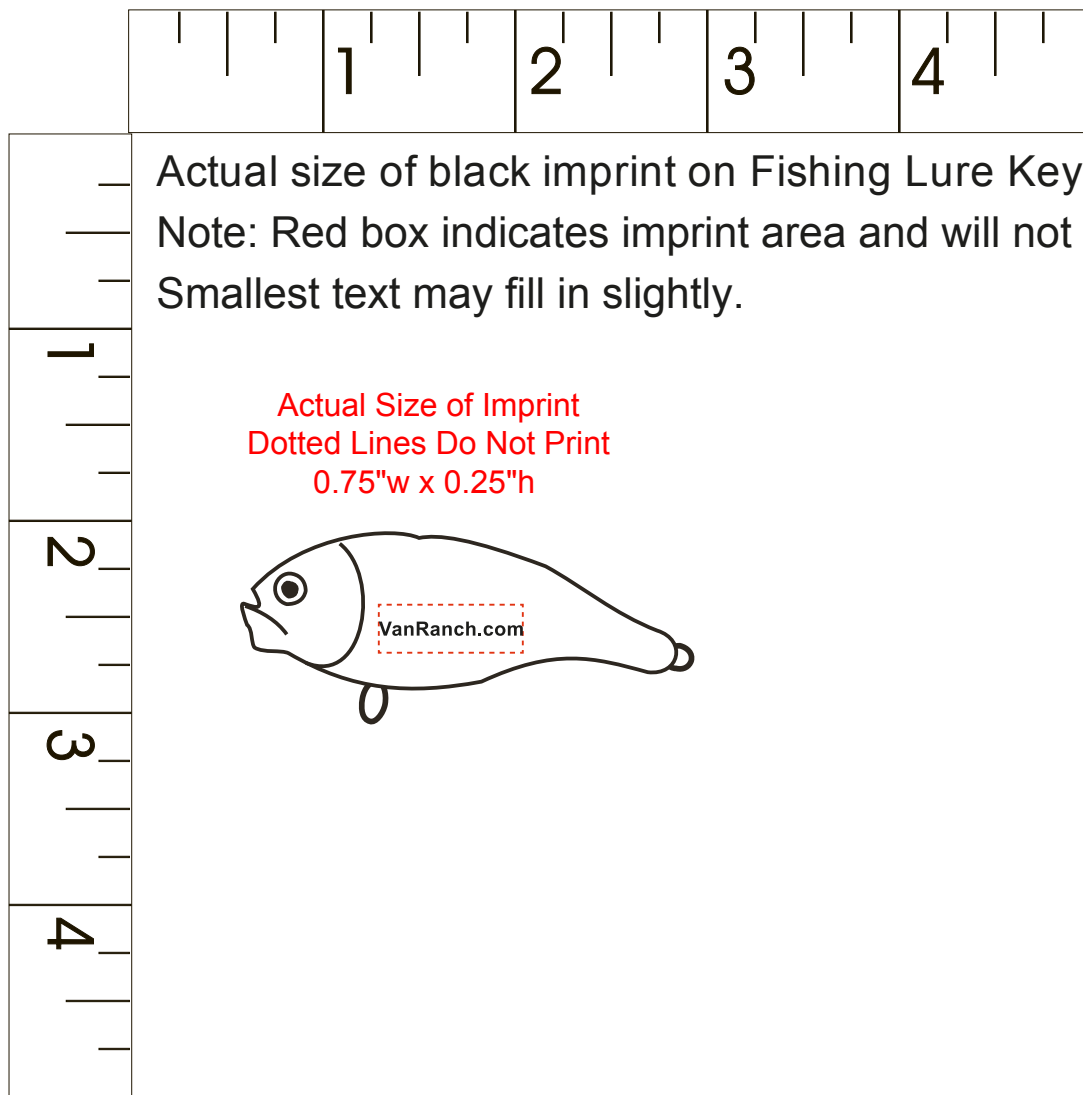 1 2 3 4
Actual size of black imprint on Fishing Lure Key
Note: Red box indicates imprint area and will not
Smallest text may fill in slightly.
1
Actual Size of Imprint
Dotted Lines Do Not Print
0.75"w x 0.25"h
2
VanRanch.com
3
4